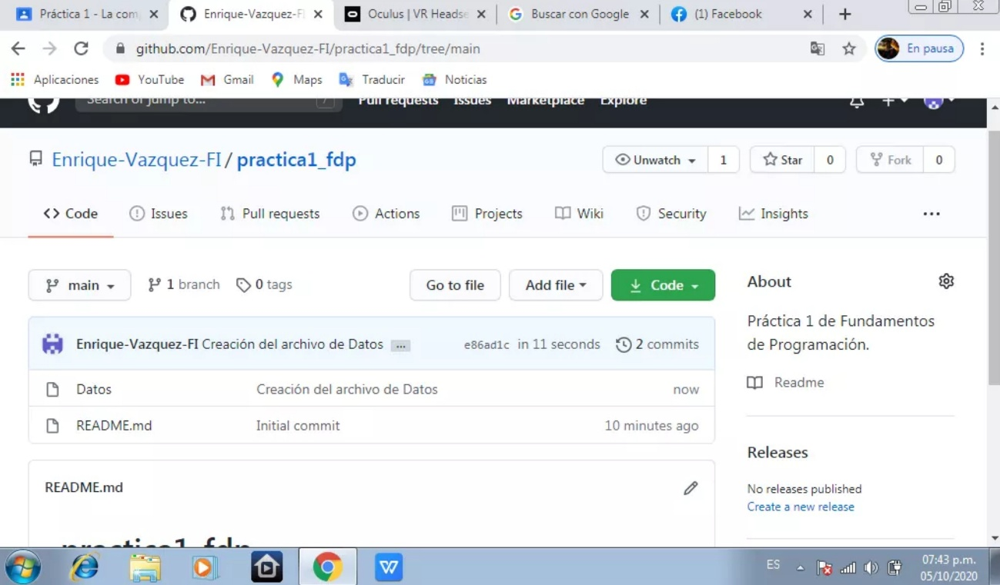 Práctica 1 - La com
Enrique-Vazquez-FI
Oculus | VR Headse
Buscar con Google
(1) Facebook
github.com/Enrique-Vazquez-FI/practica1_fdp/tree/main
En pausa
Aplicaciones YouTube Gmail Maps Traducir Noticias
Search or jump to... /
Pull requests Issues Marketplace Explore
Enrique-Vazquez-FI / practica1_fdp
Unwatch 1 Star 0 Fork 0
Code Issues Pull requests Actions Projects Wiki Security Insights ...
main 1 branch 0 tags Go to file Add file Code
About
Práctica 1 de Fundamentos
de Programación.
Readme
Enrique-Vazquez-FI Creación del archivo de Datos ... e86ad1c in 11 seconds 2 commits
Datos Creación del archivo de Datos now
README.md Initial commit 10 minutes ago
Releases
No releases published
Create a new release
README.md
practica1_fdp
ES
07:43 p.m.
05/10/2020